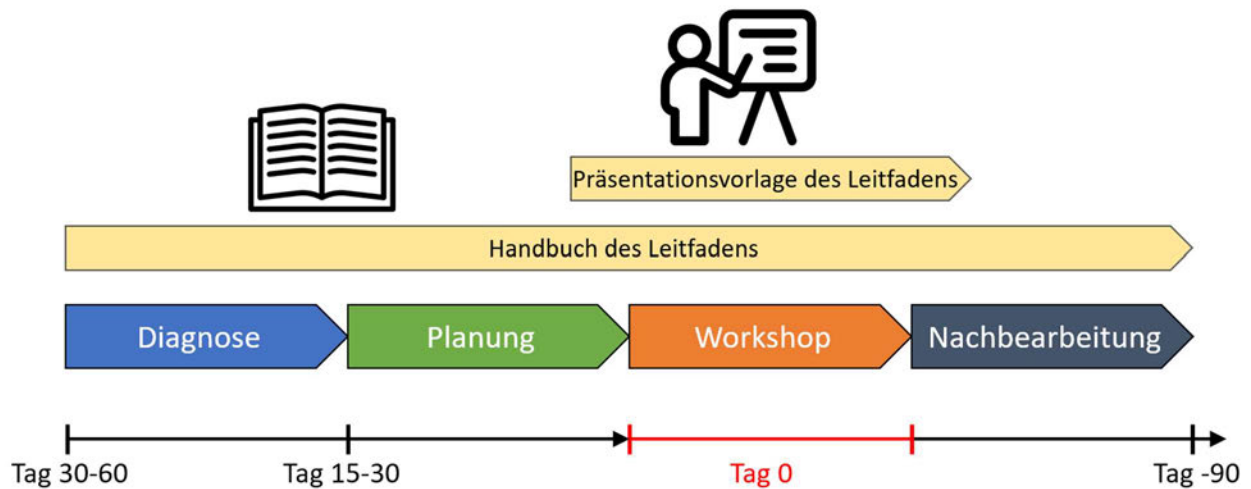 Präsentationsvorlage des Leitfadens
Handbuch des Leitfadens
Diagnose
Planung
Workshop
Nachbearbeitung
Tag 30-60
Tag 15-30
Tag 0
Tag -90